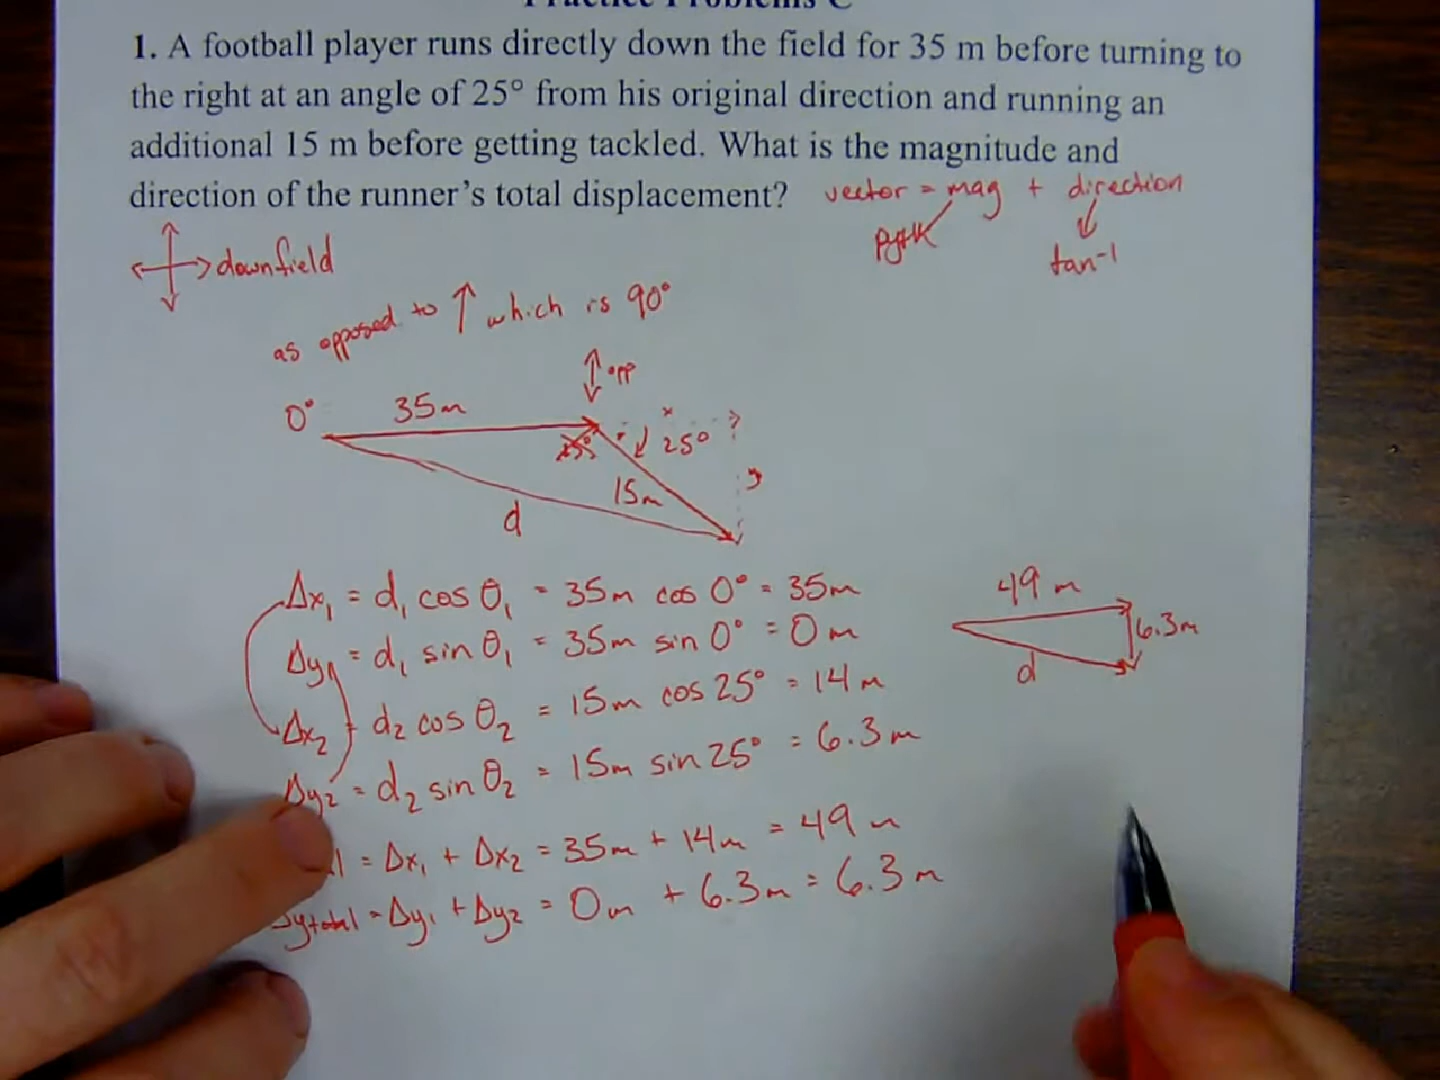 1. A football player runs directly down the field for 35 m before turning to
the right at an angle of 25° from his original direction and running an
additional 15 m before getting tackled. What is the magnitude and
direction of the runner's total displacement?
vector = mag + direction
pyth
tan⁻¹
downfield
as opposed to ↑ which is 90°
opp
0°
35m
x
25°
25°
15m
y
d
Δx₁ = d₁ cos θ₁ = 35m cos 0° = 35m
Δy₁ = d₁ sin θ₁ = 35m sin 0° = 0m
Δx₂ = d₂ cos θ₂ = 15m cos 25° = 14m
Δy₂ = d₂ sin θ₂ = 15m sin 25° = 6.3m
l = Δx₁ + Δx₂ = 35m + 14m = 49 m
Δytotal = Δy₁ + Δy₂ = 0m + 6.3m = 6.3m
49 m
6.3m
d